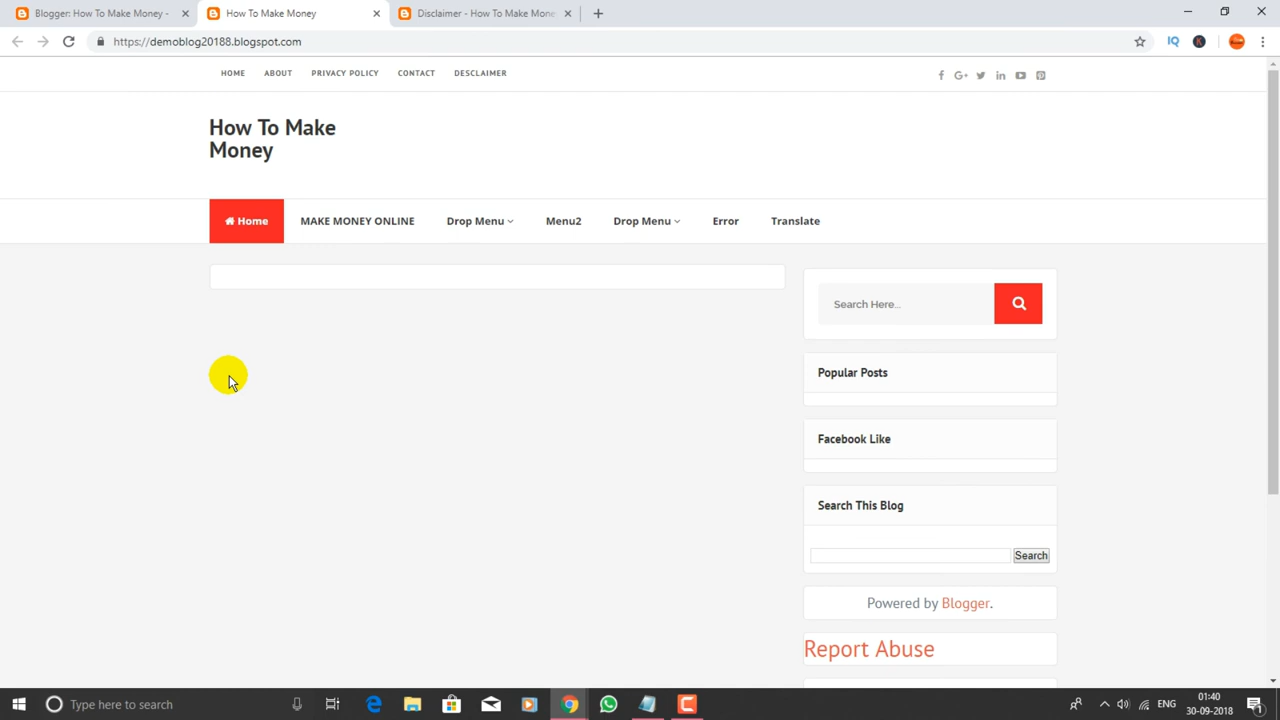 Blogger: How To Make Money -
How To Make Money
Disclaimer - How To Make Mone
https://demoblog20188.blogspot.com
IQ
K
HOME
ABOUT
PRIVACY POLICY
CONTACT
DESCLAIMER
How To Make
Money
Home
MAKE MONEY ONLINE
Drop Menu
Menu2
Drop Menu
Error
Translate
Search Here...
Popular Posts
Facebook Like
Search This Blog
Search
Powered by Blogger.
Report Abuse
Type here to search
ENG
01:40
30-09-2018